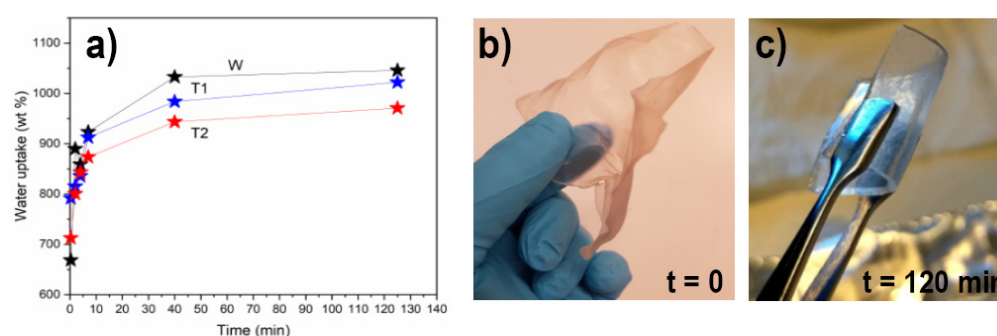 a)
1100
1000
900
800
700
600
Water uptake (wt %)
W
T1
T2
0 10 20 30 40 50 60 70 80 90 100 110 120 130 140
Time (min)
b)
t = 0
c)
t = 120 min